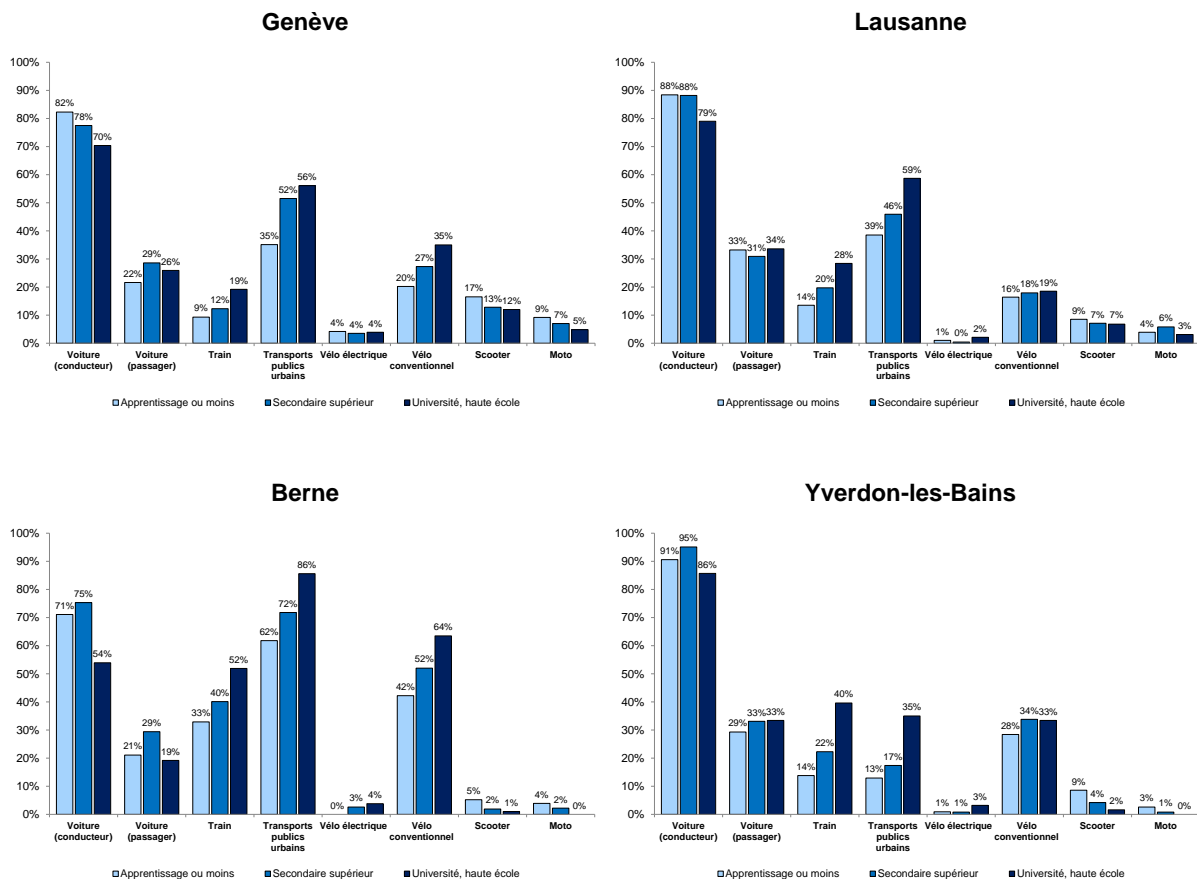 Genève
100%
90%
80%
70%
60%
50%
40%
30%
20%
10%
0%
82% 78% 70% 22% 29% 26% 9% 12% 19% 35% 52% 56% 4% 4% 4% 20% 27% 35% 17% 13% 12% 9% 7% 5%
Voiture Voiture Train Transports Vélo électrique Vélo Scooter Moto
(conducteur) (passager) publics conventionnel
urbains
Apprentissage ou moins Secondaire supérieur Université, haute école
Lausanne
100%
90%
80%
70%
60%
50%
40%
30%
20%
10%
0%
88% 88% 79% 33% 31% 34% 14% 20% 28% 39% 46% 59% 1% 0% 2% 16% 18% 19% 9% 7% 7% 4% 6% 3%
Voiture Voiture Train Transports Vélo électrique Vélo Scooter Moto
(conducteur) (passager) publics conventionnel
urbains
Apprentissage ou moins Secondaire supérieur Université, haute école
Berne
100%
90%
80%
70%
60%
50%
40%
30%
20%
10%
0%
71% 75% 54% 21% 29% 19% 33% 40% 52% 62% 72% 86% 0% 3% 4% 42% 52% 64% 5% 2% 1% 4% 2% 0%
Voiture Voiture Train Transports Vélo électrique Vélo Scooter Moto
(conducteur) (passager) publics conventionnel
urbains
Apprentissage ou moins Secondaire supérieur Université, haute école
Yverdon-les-Bains
100%
90%
80%
70%
60%
50%
40%
30%
20%
10%
0%
91% 95% 86% 29% 33% 33% 14% 22% 40% 13% 17% 35% 1% 1% 3% 28% 34% 33% 9% 4% 2% 3% 1% 0%
Voiture Voiture Train Transports Vélo électrique Vélo Scooter Moto
(conducteur) (passager) publics conventionnel
urbains
Apprentissage ou moins Secondaire supérieur Université, haute école